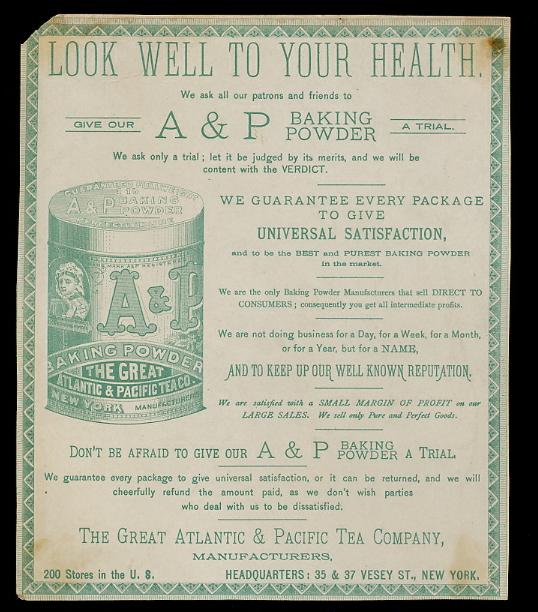 LOOK WELL TO YOUR HEALTH.
We ask all our patrons and friends to
GIVE OUR A & P BAKING POWDER A TRIAL.
We ask only a trial; let it be judged by its merits, and we will be
content with the VERDICT.
A & P BAKING
POWDER
A & P
BAKING POWDER
THE GREAT
ATLANTIC & PACIFIC TEA CO.
NEW YORK
WE GUARANTEE EVERY PACKAGE
TO GIVE
UNIVERSAL SATISFACTION,
and to be the BEST and PUREST BAKING POWDER
in the market.
We are the only Baking Powder Manufacturers that sell DIRECT TO
CONSUMERS; consequently you get all intermediate profits.
We are not doing business for a Day, for a Week, for a Month,
or for a Year, but for a NAME,
AND TO KEEP UP OUR WELL KNOWN REPUTATION.
We are satisfied with a SMALL MARGIN OF PROFIT on our
LARGE SALES. We sell only Pure and Perfect Goods.
DON'T BE AFRAID TO GIVE OUR A & P BAKING POWDER A TRIAL.
We guarantee every package to give universal satisfaction, or it can be returned, and we will
cheerfully refund the amount paid, as we don't wish parties
who deal with us to be dissatisfied.
THE GREAT ATLANTIC & PACIFIC TEA COMPANY,
MANUFACTURERS,
200 Stores in the U. S. HEADQUARTERS: 35 & 37 VESEY ST., NEW YORK.